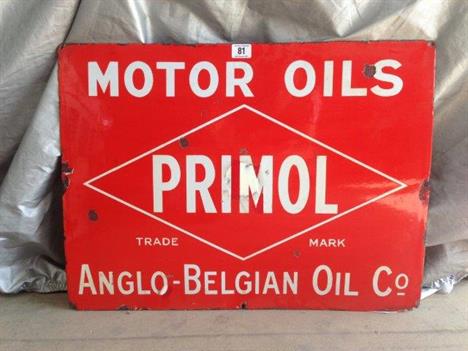 81
MOTOR OILS
PRIMOL
TRADE MARK
ANGLO-BELGIAN OIL CO